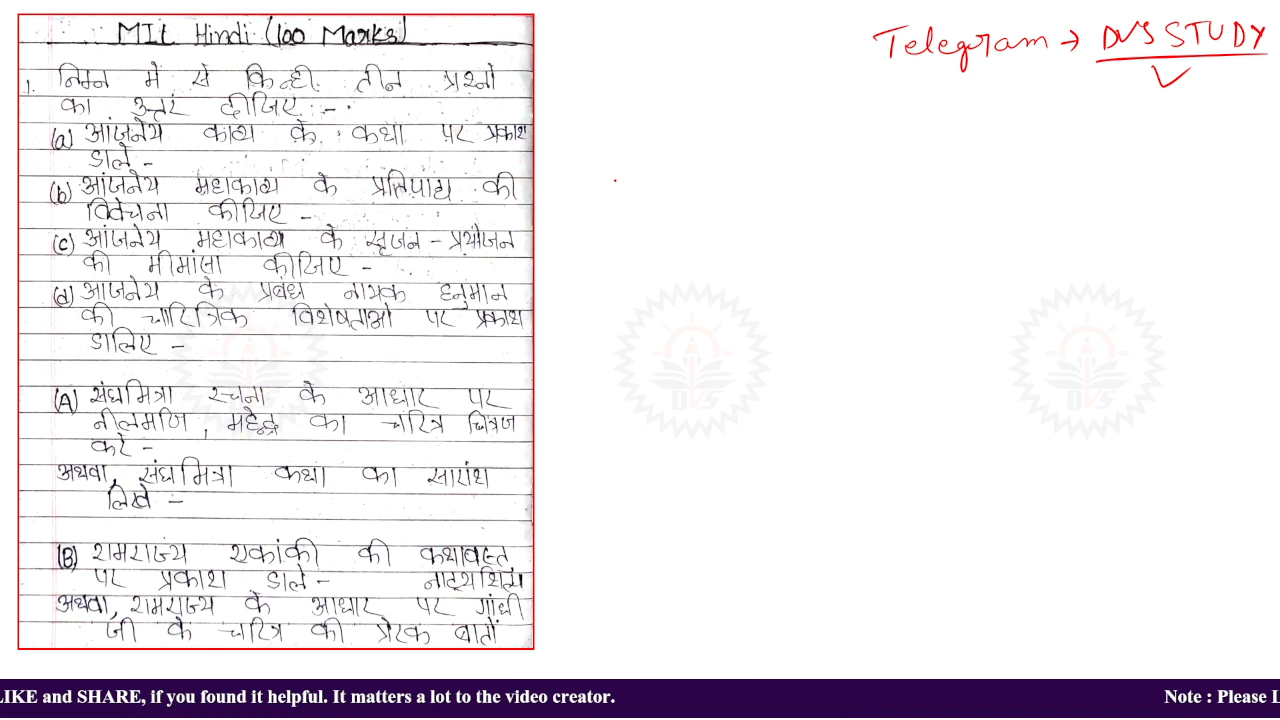 MIL Hindi (100 Marks)
Telegram → DVS STUDY
1. निम्न में से किन्ही तीन प्रश्नो
का उत्तर दीजिए :-
(a) आंजनेय काव्य के कथा पर प्रकाश
डाले -
(b) आंजनेय महाकाव्य के प्रतिपाद्य की
विवेचना कीजिए -
(c) आंजनेय महाकाव्य के सृजन - प्रयोजन
की मीमांसा कीजिए -
(d) आंजनेय के प्रबंध नायक हनुमान
की चारित्रिक विशेषताओ पर प्रकाश
डालिए -
(A) संघमित्रा रचना के आधार पर
नीलमणि, महेन्द्र का चरित्र चित्रण
करे -
अथवा, संघमित्रा कथा का सारांश
लिखे -
(B) रामराज्य एकांकी की कथावस्तु
पर प्रकाश डाले - नाट्यशिल्प
अथवा, रामराज्य के आधार पर गांधी
जी के चरित्र की प्रेरक बातों
DVS
DVS
DVS
LIKE and SHARE, if you found it helpful. It matters a lot to the video creator.
Note : Please